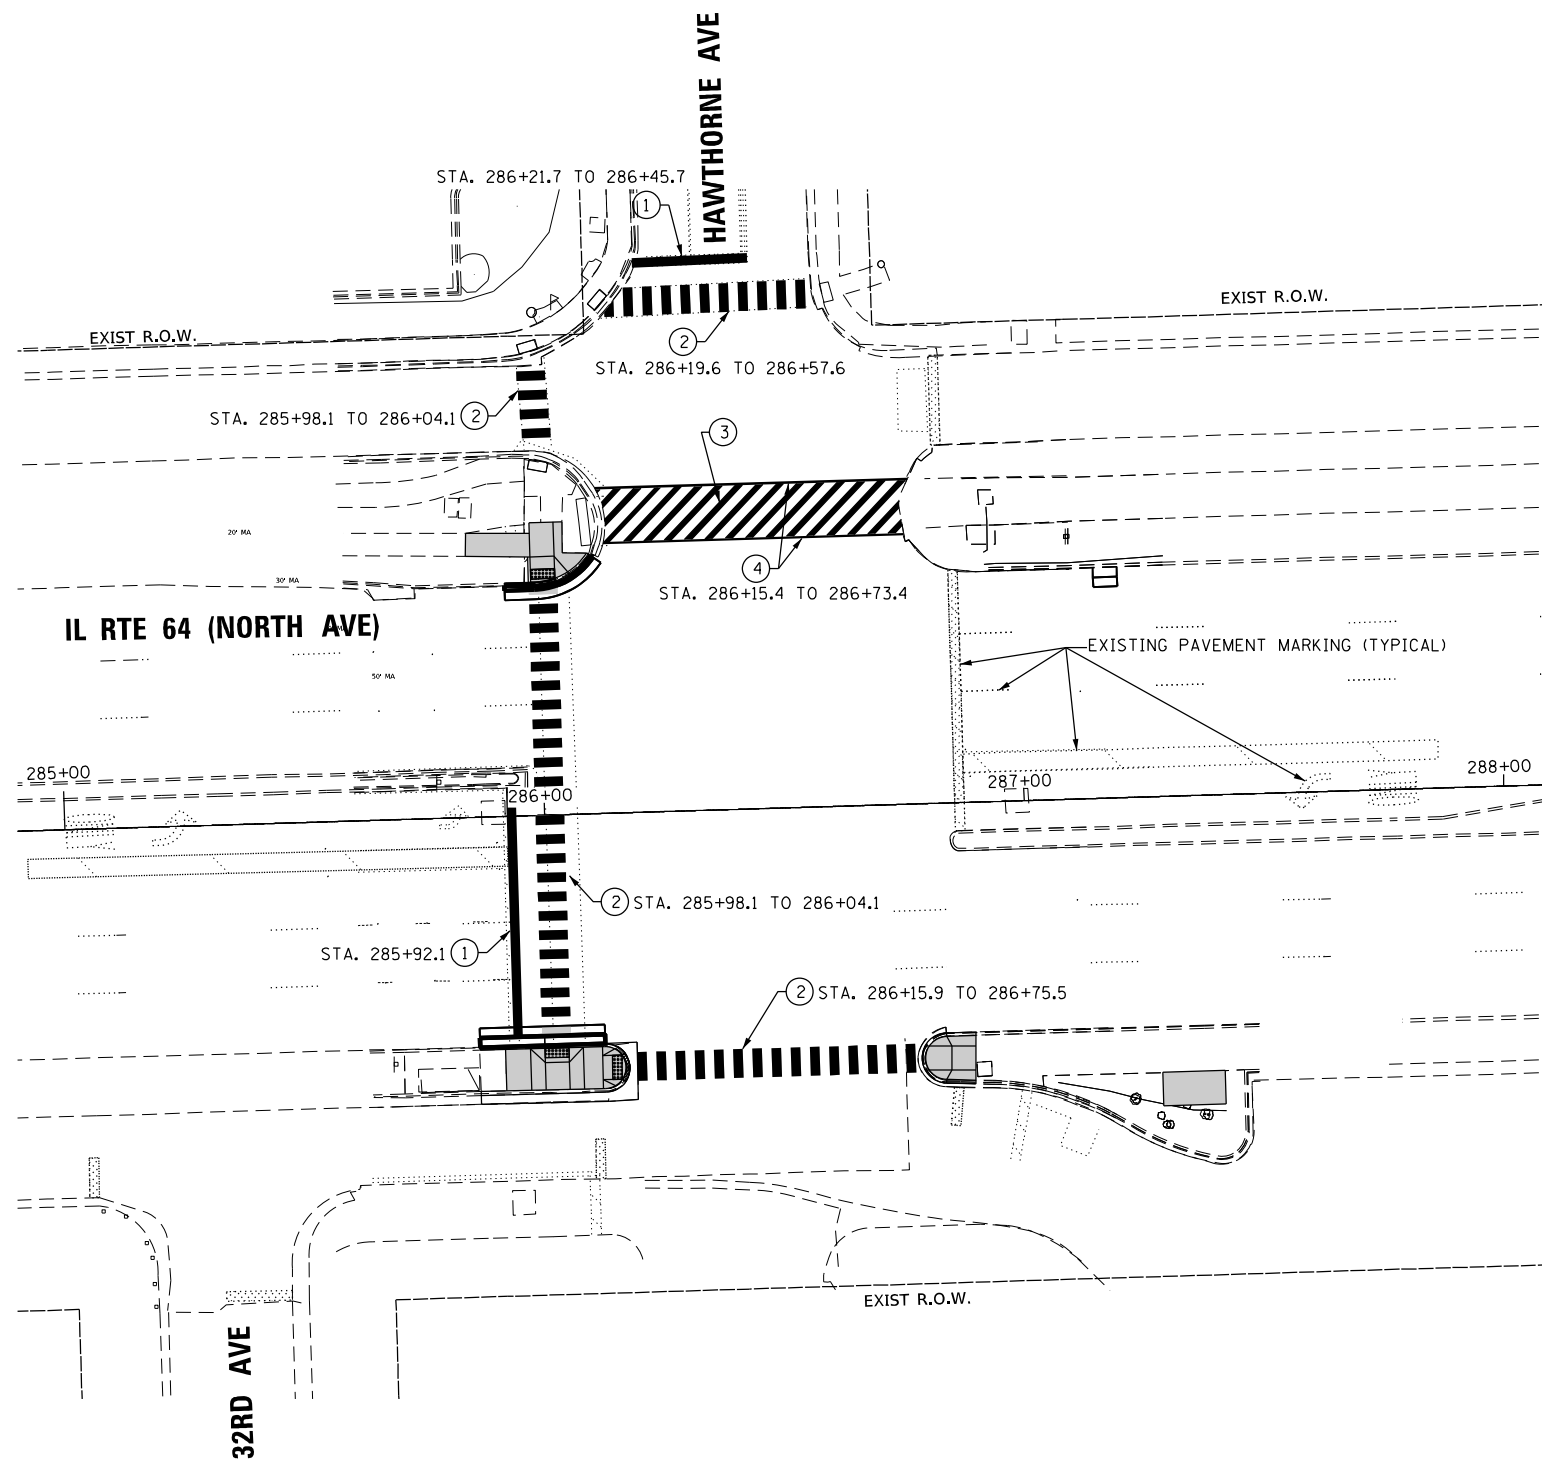 HAWTHORNE AVE
STA. 286+21.7 TO 286+45.7
1
EXIST R.O.W.
EXIST R.O.W.
2
STA. 286+19.6 TO 286+57.6
STA. 285+98.1 TO 286+04.1 2
3
20' MA
4
30' MA
STA. 286+15.4 TO 286+73.4
IL RTE 64 (NORTH AVE)
EXISTING PAVEMENT MARKING (TYPICAL)
50' MA
285+00
286+00
287+00
288+00
2 STA. 285+98.1 TO 286+04.1
STA. 285+92.1 1
2 STA. 286+15.9 TO 286+75.5
EXIST R.O.W.
32RD AVE